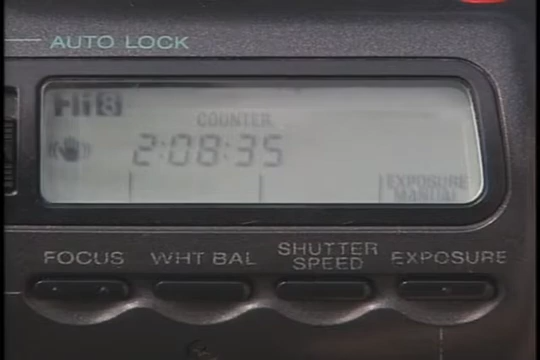 AUTO LOCK
Hi8
COUNTER
2:08:35
EXPOSURE
MANUAL
FOCUS
WHT BAL
SHUTTER
SPEED
EXPOSURE